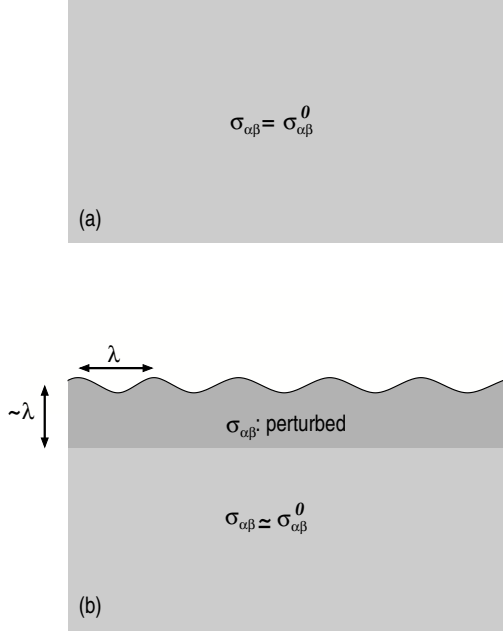 σαβ = σ⁰αβ
(a)
λ
~λ
σαβ: perturbed
σαβ ≃ σ⁰αβ
(b)